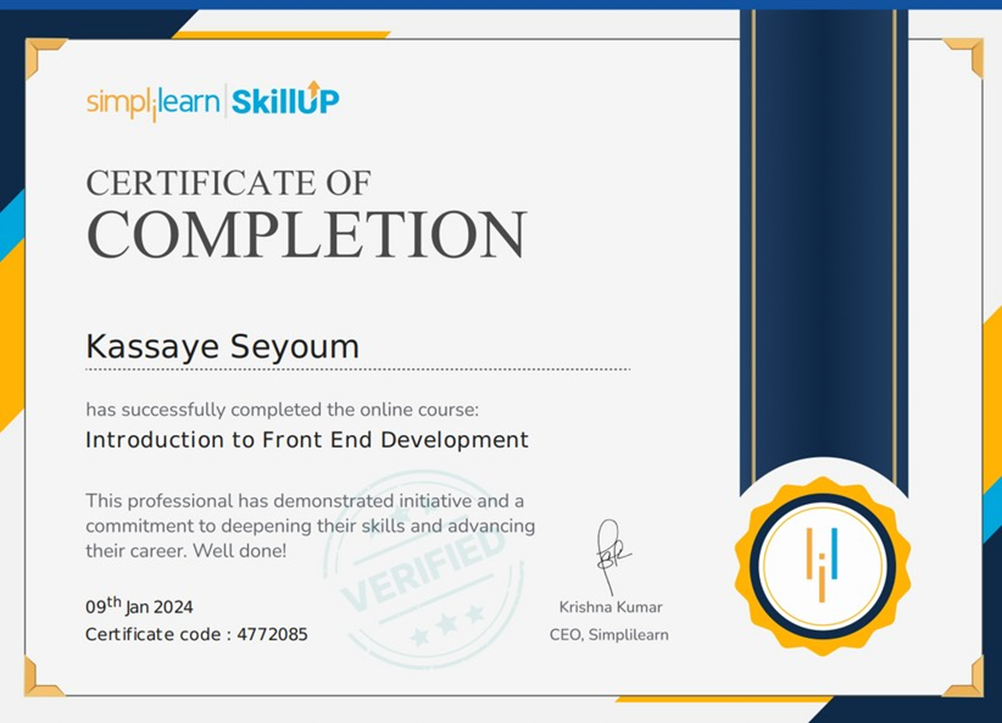 simplilearn | SkillUP
CERTIFICATE OF
COMPLETION
Kassaye Seyoum
has successfully completed the online course:
Introduction to Front End Development
This professional has demonstrated initiative and a
commitment to deepening their skills and advancing
their career. Well done!
VERIFIED
09th Jan 2024
Certificate code : 4772085
Krishna Kumar
CEO, Simplilearn